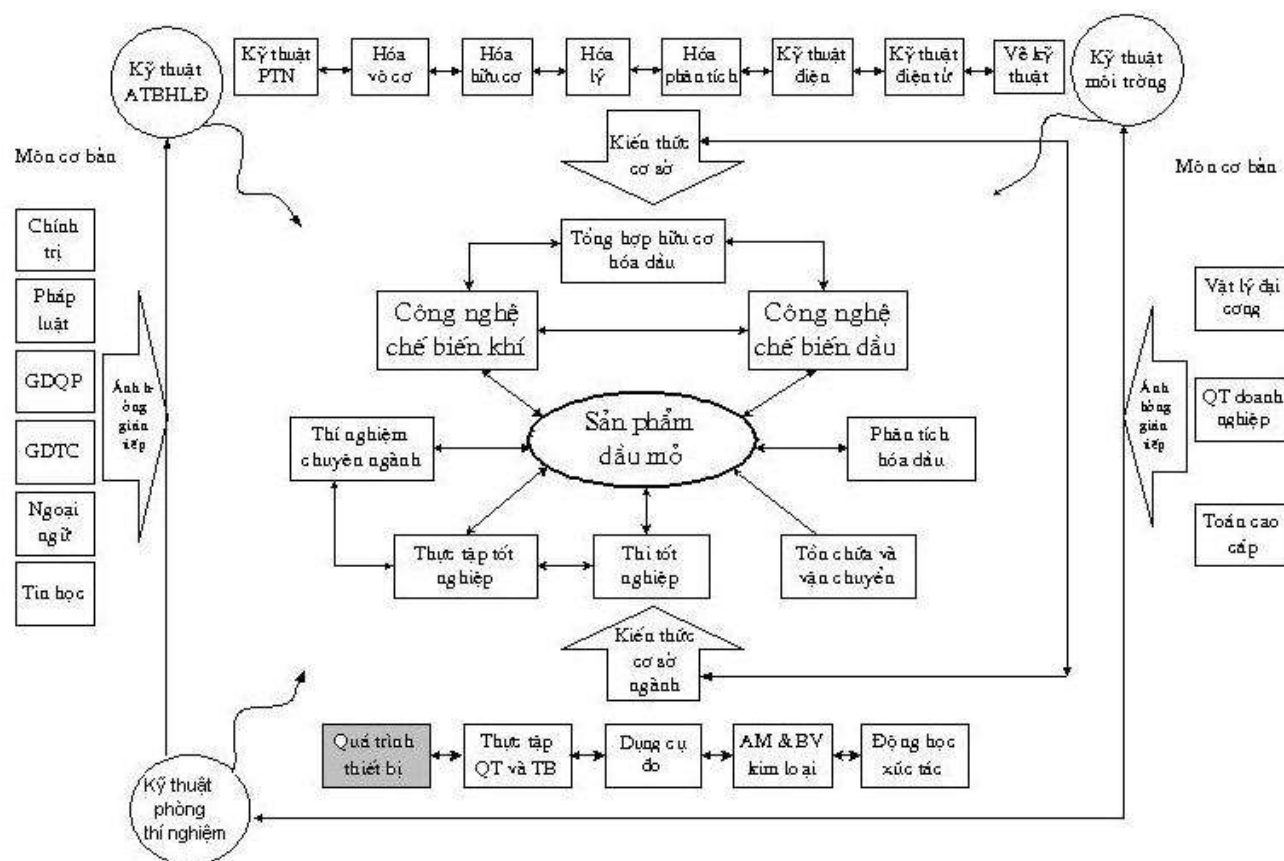 Kỹ thuật
ATBHLĐ
Kỹ thuật
PTN
Hóa
vô cơ
Hóa
hữu cơ
Hóa
lý
Hóa
phân tích
Kỹ thuật
điện
Kỹ thuật
điện tử
Vẽ kỹ
thuật
Kỹ thuật
môi trờng
Kiến thức
cơ sở
Môn cơ bản
Môn cơ bản
Chính
trị
Pháp
luật
GDQP
GDTC
Ngoại
ngữ
Tin học
Ảnh h-
ởng
gián
tiếp
Tổng hợp hữu cơ
hóa dầu
Công nghệ
chế biến khí
Công nghệ
chế biến dầu
Sản phẩm
dầu mỏ
Thí nghiệm
chuyên ngành
Phân tích
hóa dầu
Thực tập tốt
nghiệp
Thi tốt
nghiệp
Tồn chứa và
vận chuyển
Ảnh
hởng gián
tiếp
Vật lý đại
cơng
QT doanh
nghiệp
Toán cao
cấp
Kiến thức
cơ sở
ngành
Quá trình
thiết bị
Thực tập
QT và TB
Dụng cụ
đo
AM & BV
kim loại
Động học
xúc tác
Kỹ thuật
phòng
thí nghiệm